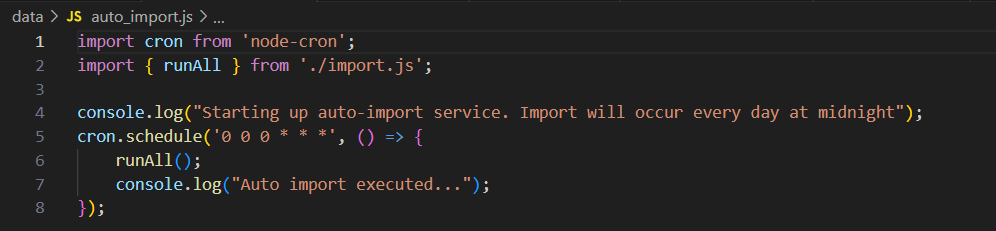 data > JS auto_import.js > ...
1 import cron from 'node-cron';
2 import { runAll } from './import.js';
3
4 console.log("Starting up auto-import service. Import will occur every day at midnight");
5 cron.schedule('0 0 0 * * *', () => {
6     runAll();
7     console.log("Auto import executed...");
8 });